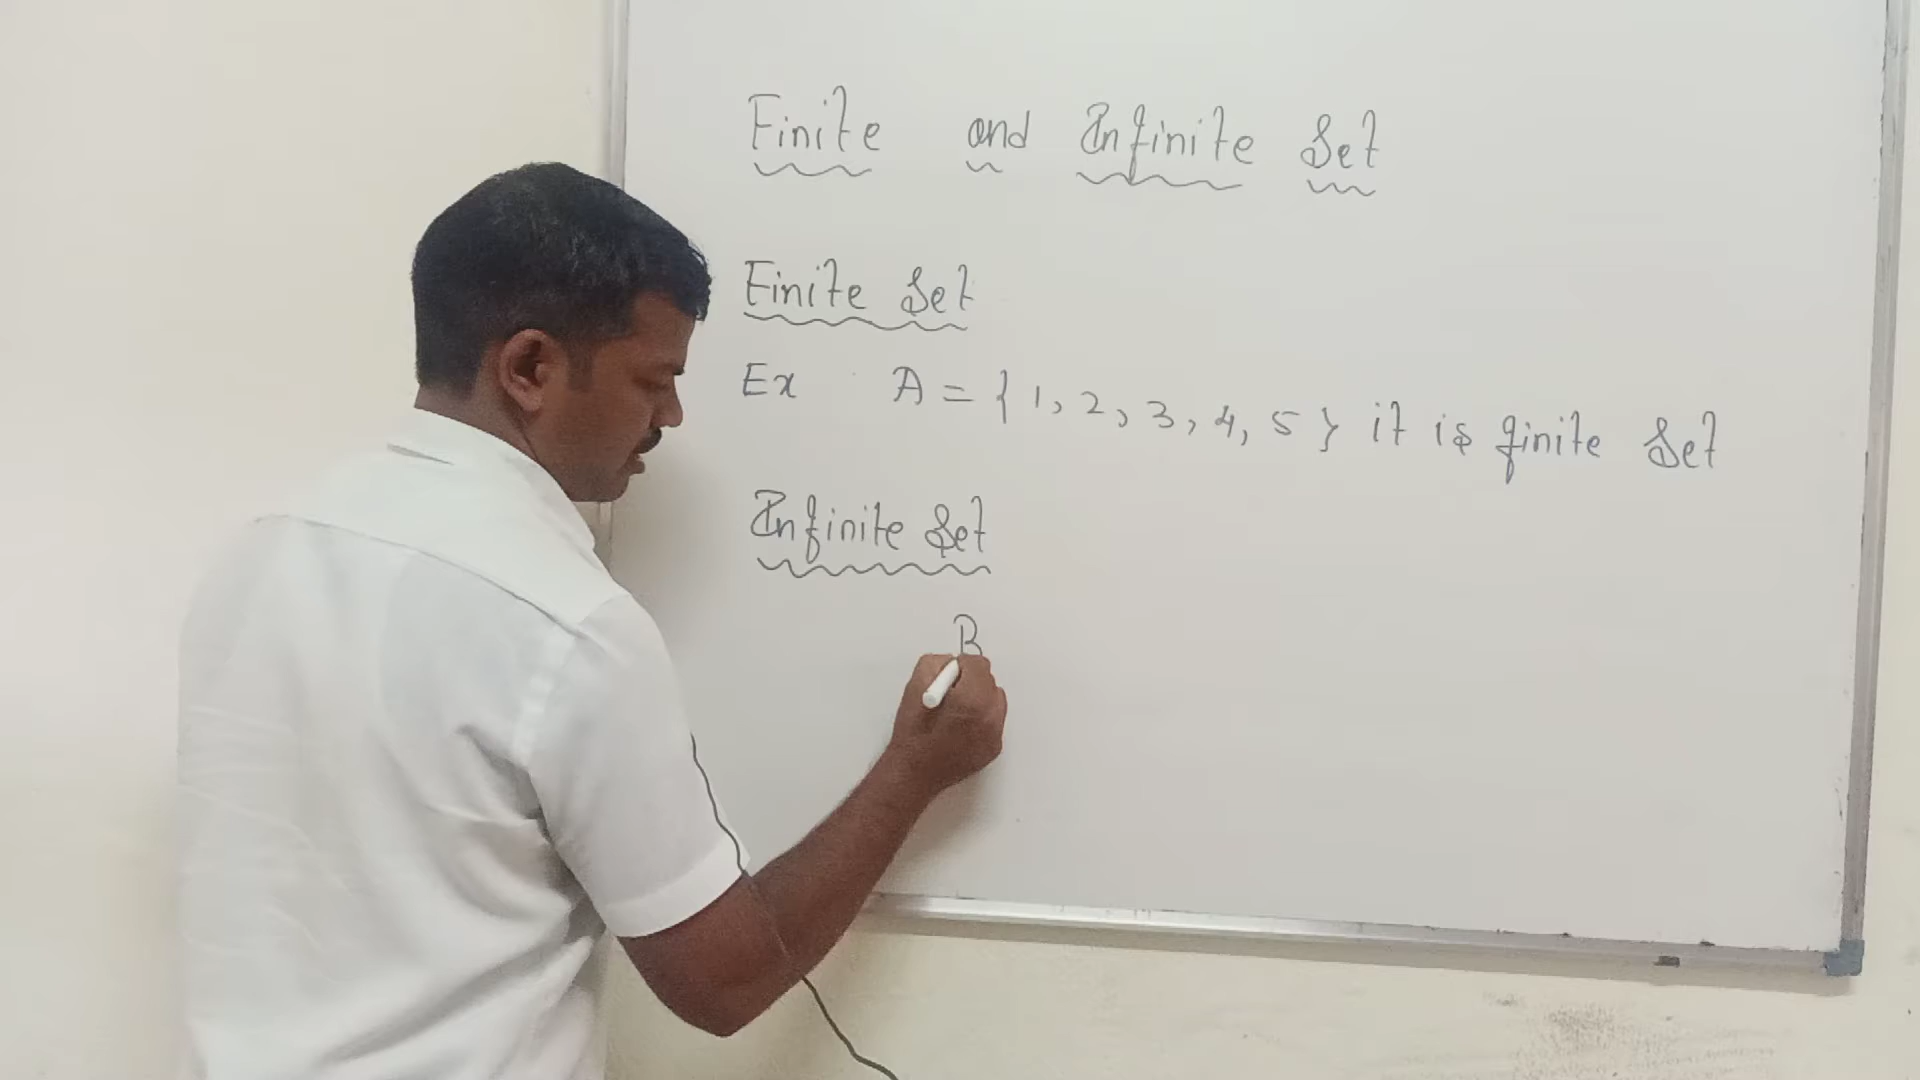 Finite and Infinite Set
Finite Set
Ex A = { 1, 2, 3, 4, 5 } it is finite Set
Infinite Set
B